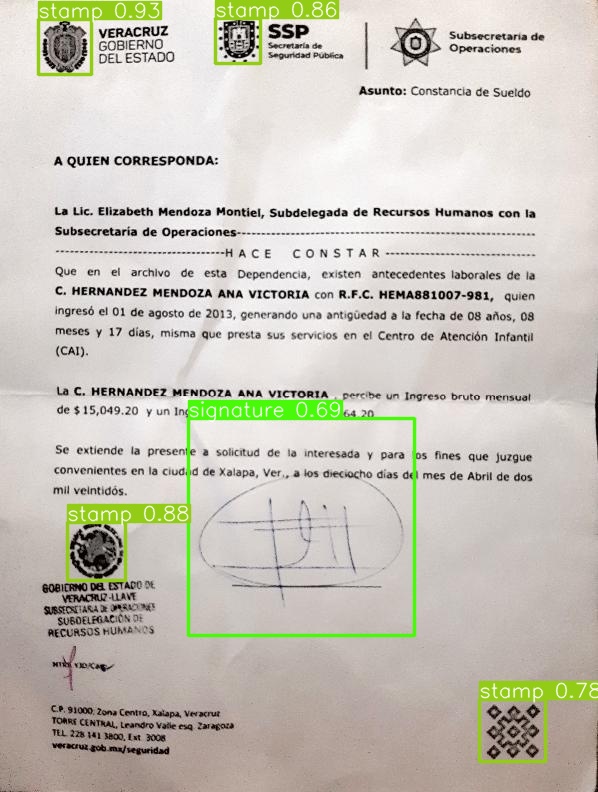 stamp 0.93
VERACRUZ
GOBIERNO
DEL ESTADO
stamp 0.86
SSP
Secretaría de
Seguridad Pública
Subsecretaría de
Operaciones
Asunto: Constancia de Sueldo
A QUIEN CORRESPONDA:
La Lic. Elizabeth Mendoza Montiel, Subdelegada de Recursos Humanos con la
Subsecretaría de Operaciones------------------------------------------------------------
----------------------------------H A C E C O N S T A R------------------------------
Que en el archivo de esta Dependencia, existen antecedentes laborales de la
C. HERNANDEZ MENDOZA ANA VICTORIA con R.F.C. HEMA881007-981, quien
ingresó el 01 de agosto de 2013, generando una antigüedad a la fecha de 08 años, 08
meses y 17 días, misma que presta sus servicios en el Centro de Atención Infantil
(CAI).
La C. HERNANDEZ MENDOZA ANA VICTORIA , percibe un Ingreso bruto mensual
de $15,049.20 y un Ing 64.20
signature 0.69
Se extiende la presente a solicitud de la interesada y para los fines que juzgue
convenientes en la ciudad de Xalapa, Ver., a los dieciocho días del mes de Abril de dos
mil veintidós.
stamp 0.88
GOBIERNO DEL ESTADO DE
VERACRUZ-LLAVE
SUBSECRETARIA DE OPERACIONES
SUBDELEGACIÓN DE
RECURSOS HUMANOS
C.P. 91000, Zona Centro, Xalapa, Veracruz
TORRE CENTRAL, Leandro Valle esq. Zaragoza
TEL. 228 141 3800, Ext. 3008
veracruz.gob.mx/seguridad
stamp 0.78